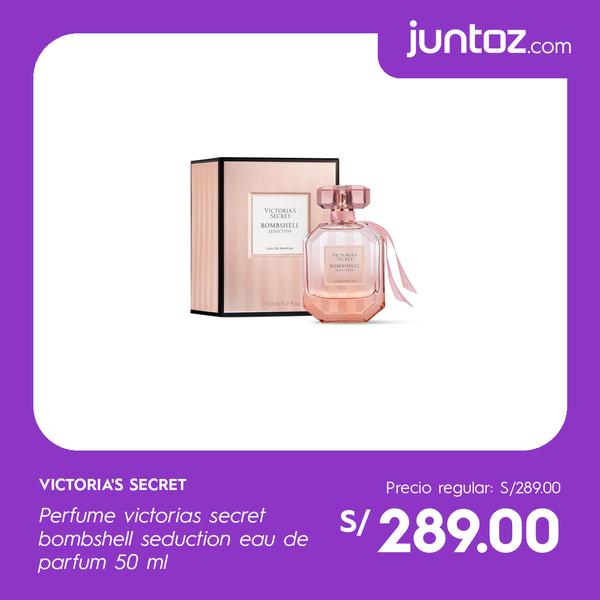 juntoz.com
VICTORIA'S
SECRET
BOMBSHELL
SEDUCTION
EAU DE PARFUM
VICTORIA'S
SECRET
BOMBSHELL
SEDUCTION
VICTORIA'S SECRET
Perfume victorias secret
bombshell seduction eau de
parfum 50 ml
Precio regular: S/289.00
S/ 289.00